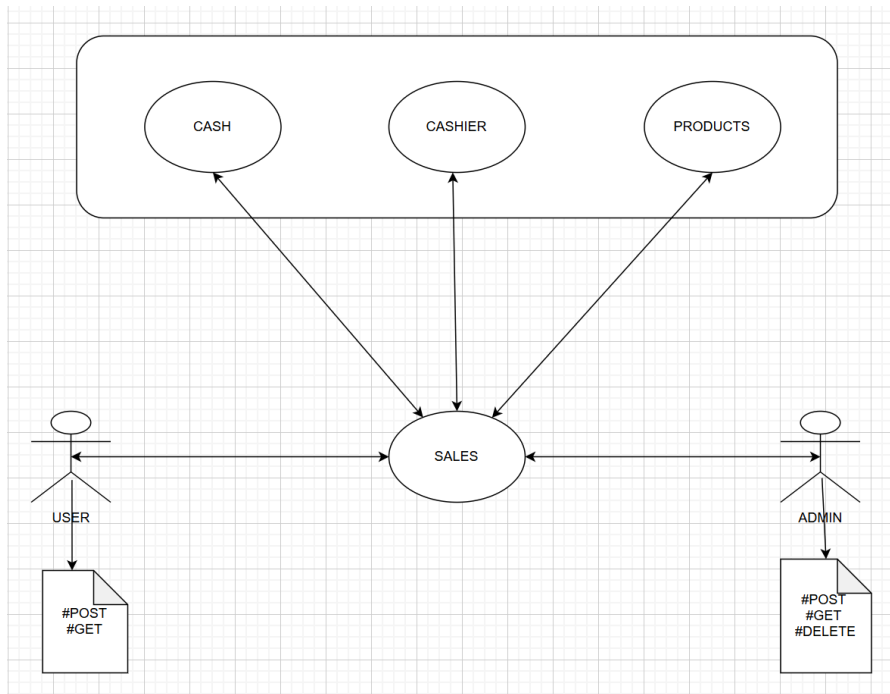 CASH
CASHIER
PRODUCTS
SALES
USER
ADMIN
#POST
#GET
#POST
#GET
#DELETE